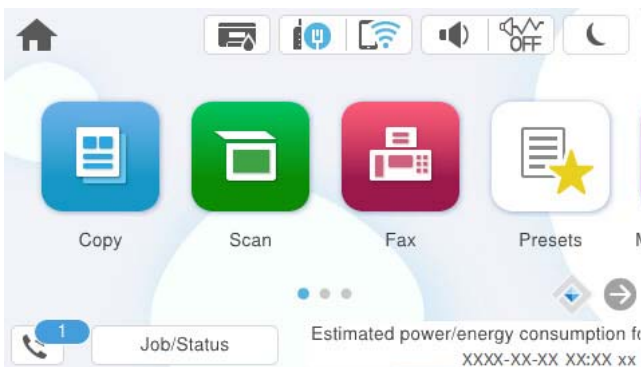 OFF
Copy
Scan
Fax
Presets
1
Job/Status
Estimated power/energy consumption
XXXX-XX-XX XX:XX xx